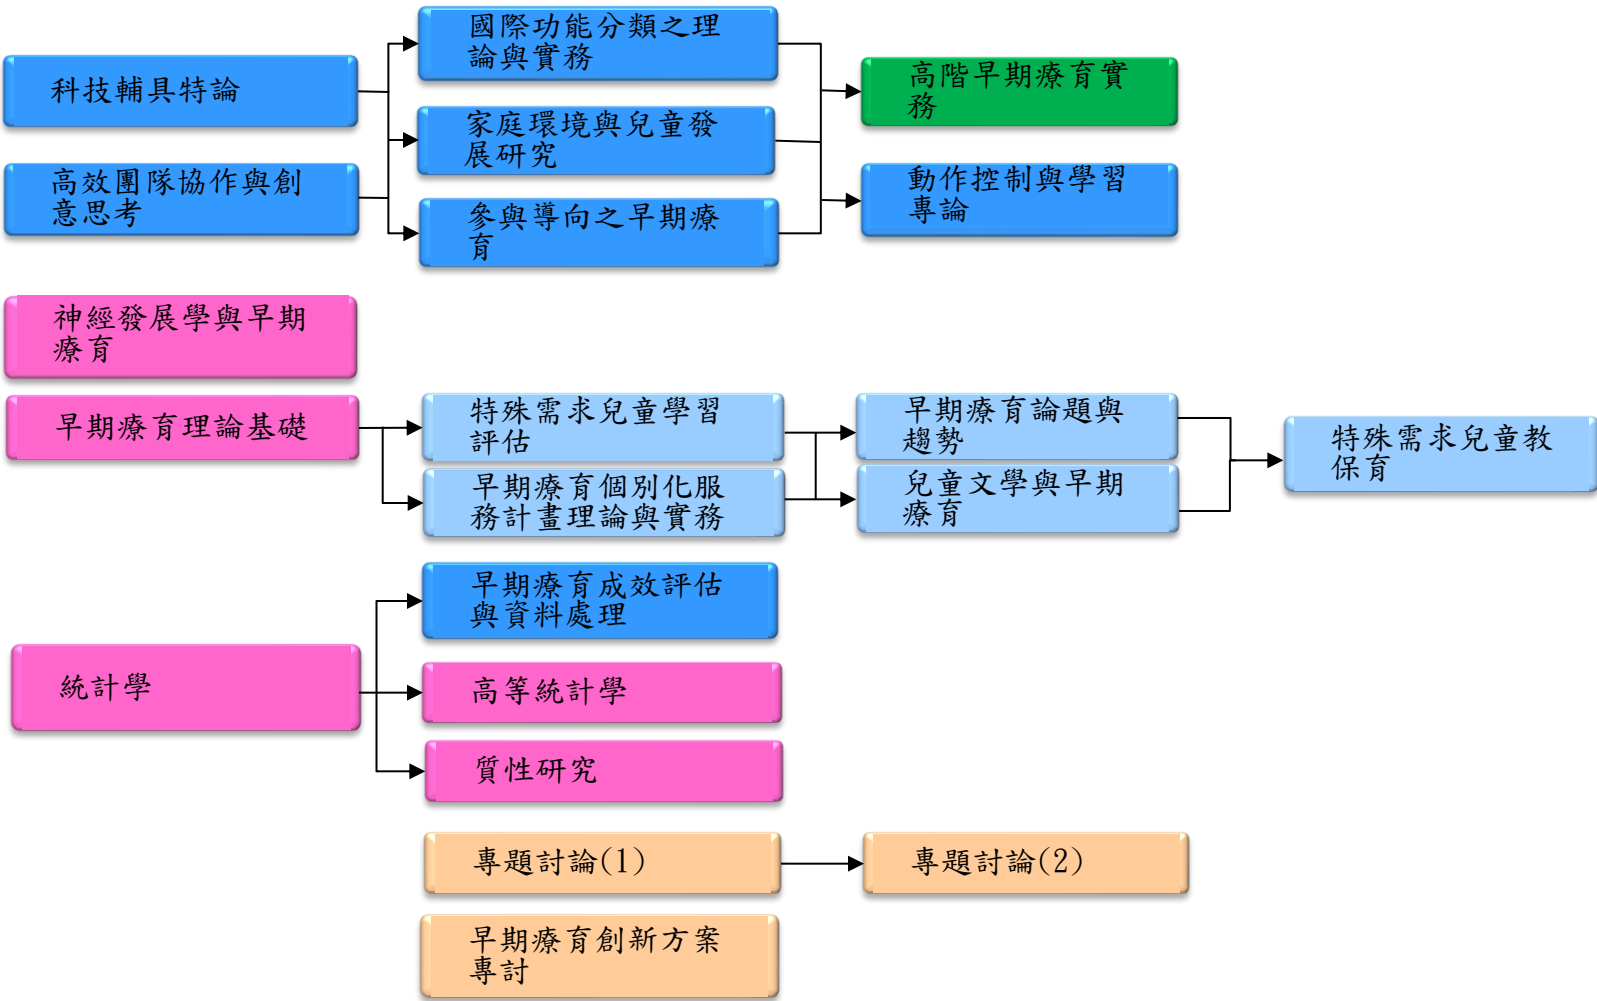 國際功能分類之理
論與實務
科技輔具特論
高階早期療育實
務
家庭環境與兒童發
展研究
高效團隊協作與創
意思考
動作控制與學習
專論
參與導向之早期療
育
神經發展學與早期
療育
早期療育理論基礎
特殊需求兒童學習
評估
早期療育論題與
趨勢
特殊需求兒童教
保育
早期療育個別化服
務計畫理論與實務
兒童文學與早期
療育
早期療育成效評估
與資料處理
統計學
高等統計學
質性研究
專題討論(1)
專題討論(2)
早期療育創新方案
專討